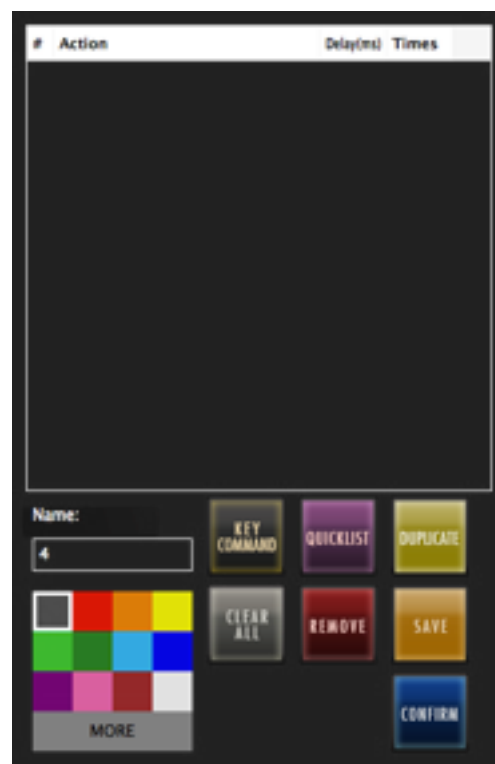 # Action Delay(ms) Times
Name:
4
KEY COMMAND
QUICKLIST
DUPLICATE
CLEAR ALL
REMOVE
SAVE
CONFIRM
MORE